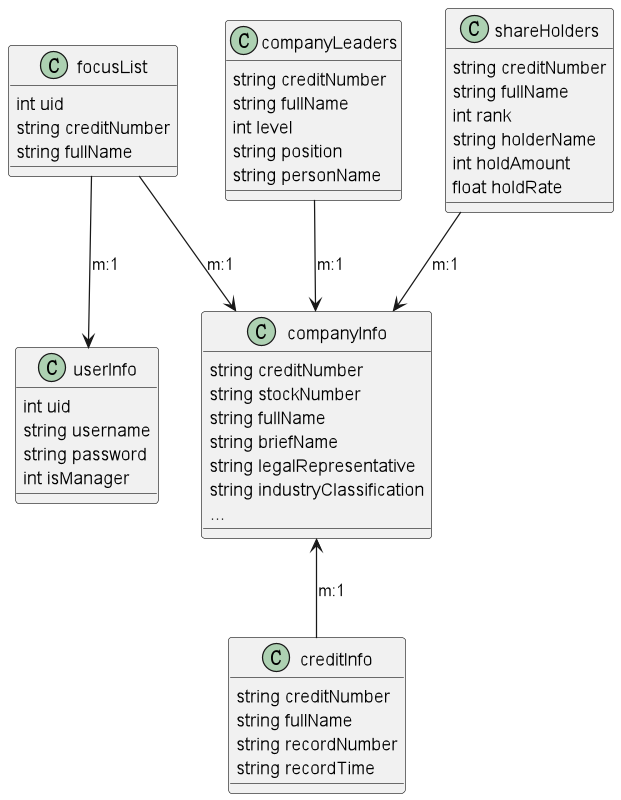 C focusList
int uid
string creditNumber
string fullName
C companyLeaders
string creditNumber
string fullName
int level
string position
string personName
C shareHolders
string creditNumber
string fullName
int rank
string holderName
int holdAmount
float holdRate
m:1
m:1
m:1
m:1
C userInfo
int uid
string username
string password
int isManager
C companyInfo
string creditNumber
string stockNumber
string fullName
string briefName
string legalRepresentative
string industryClassification
...
m:1
C creditInfo
string creditNumber
string fullName
string recordNumber
string recordTime